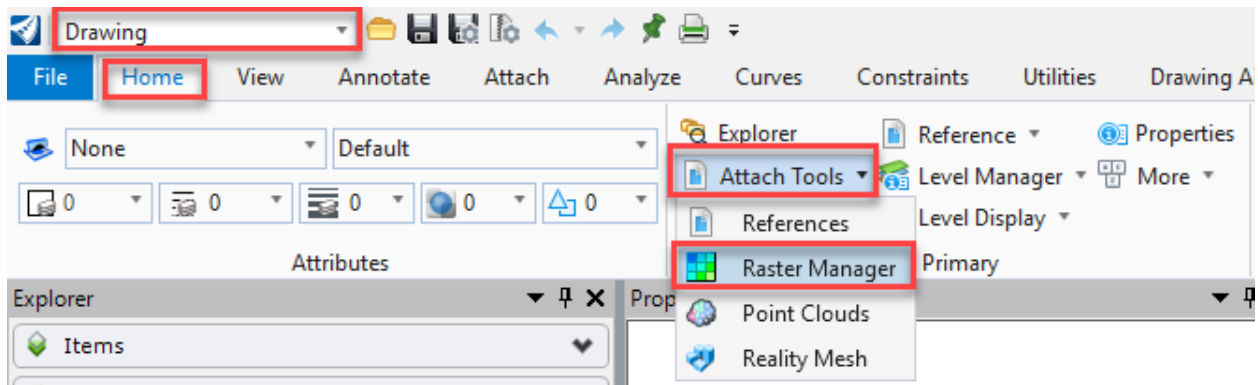 Drawing
File Home View Annotate Attach Analyze Curves Constraints Utilities Drawing A
None Default Explorer Reference Properties
Attach Tools Level Manager More
0 0 0 0 0 References Level Display
Attributes Raster Manager Primary
Explorer Prop
Point Clouds
Items
Reality Mesh